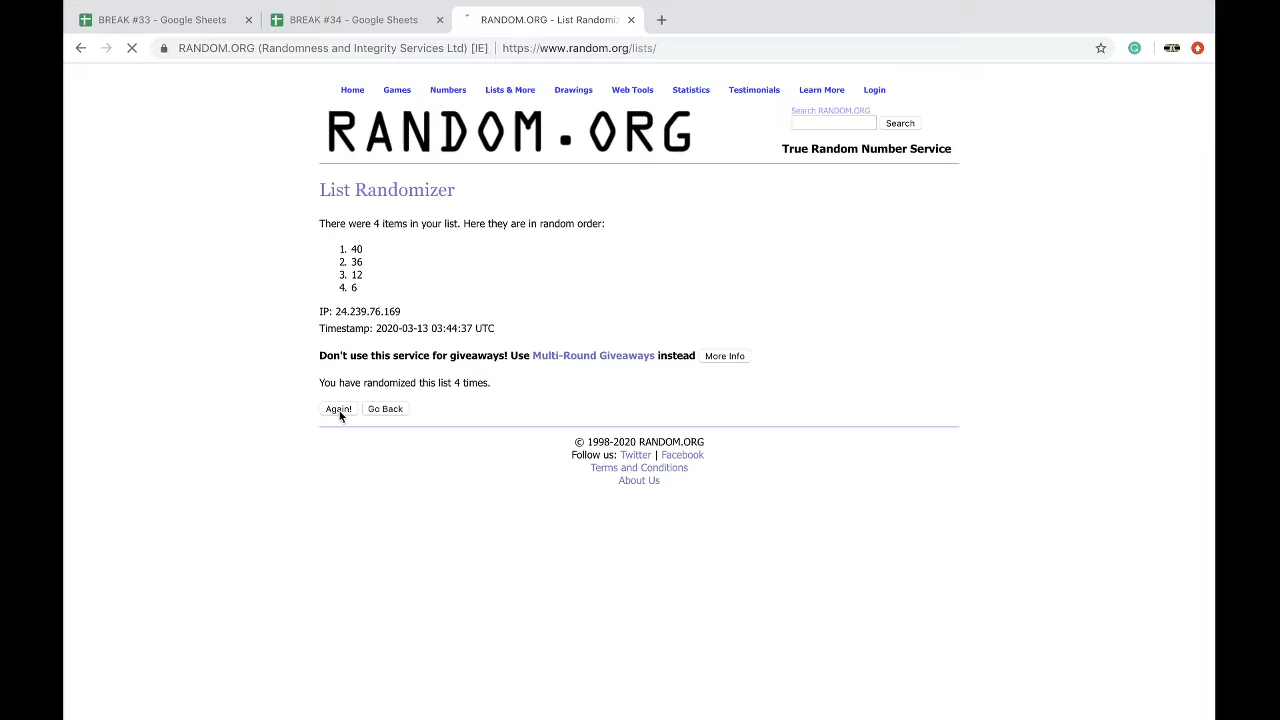 BREAK #33 - Google Sheets BREAK #34 - Google Sheets RANDOM.ORG - List Randomiz
RANDOM.ORG (Randomness and Integrity Services Ltd) [IE] https://www.random.org/lists/
Home Games Numbers Lists & More Drawings Web Tools Statistics Testimonials Learn More Login
Search RANDOM.ORG
RANDOM.ORG
Search
True Random Number Service
List Randomizer
There were 4 items in your list. Here they are in random order:
1. 40
2. 36
3. 12
4. 6
IP: 24.239.76.169
Timestamp: 2020-03-13 03:44:37 UTC
Don't use this service for giveaways! Use Multi-Round Giveaways instead More Info
You have randomized this list 4 times.
Again! Go Back
© 1998-2020 RANDOM.ORG
Follow us: Twitter | Facebook
Terms and Conditions
About Us